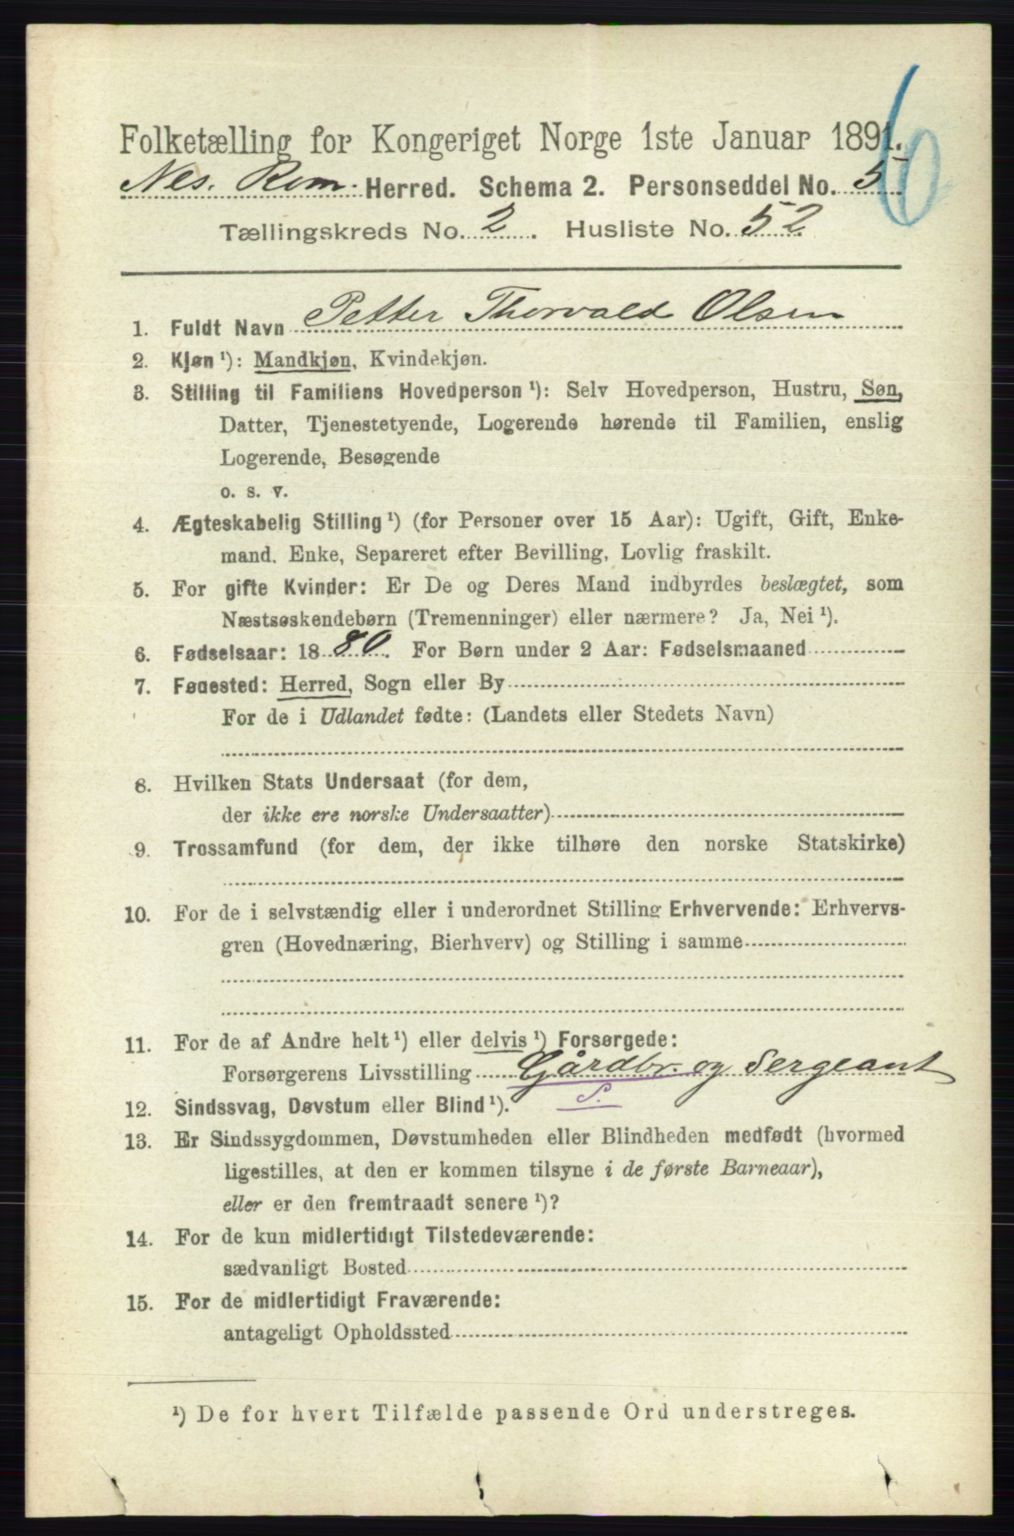 6
Folketælling for Kongeriget Norge 1ste Januar 1891.
Nes. Rom. Herred. Schema 2. Personseddel No. 5.
Tællingskreds No. 2. Husliste No. 52.
1. Fuldt Navn Petter Thorvald Olsen
2. Kjøn ¹): Mandkjøn, Kvindekjøn.
3. Stilling til Familiens Hovedperson ¹): Selv Hovedperson, Hustru, Søn,
Datter, Tjenestetyende, Logerende hørende til Familien, enslig
Logerende, Besøgende
o. s. v.
4. Ægteskabelig Stilling ¹) (for Personer over 15 Aar): Ugift, Gift, Enke-
mand. Enke, Separeret efter Bevilling, Lovlig fraskilt.
5. For gifte Kvinder: Er De og Deres Mand indbyrdes beslægtet, som
Næstsøskendebørn (Tremenninger) eller nærmere? Ja, Nei ¹).
6. Fødselsaar: 1880. For Børn under 2 Aar: Fødselsmaaned
7. Fødested: Herred, Sogn eller By
For de i Udlandet fødte: (Landets eller Stedets Navn)
8. Hvilken Stats Undersaat (for dem,
der ikke ere norske Undersaatter)
9. Trossamfund (for dem, der ikke tilhøre den norske Statskirke)
10. For de i selvstændig eller i underordnet Stilling Erhvervende: Erhvervs-
gren (Hovednæring, Bierhverv) og Stilling i samme
11. For de af Andre helt ¹) eller delvis ¹) Forsørgede:
Forsørgerens Livsstilling Gårdbr. og Sergeant
S.
12. Sindssvag, Døvstum eller Blind ¹).
13. Er Sindssygdommen, Døvstumheden eller Blindheden medfødt (hvormed
ligestilles, at den er kommen tilsyne i de første Barneaar),
eller er den fremtraadt senere ¹)?
14. For de kun midlertidigt Tilstedeværende:
sædvanligt Bosted
15. For de midlertidigt Fraværende:
antageligt Opholdssted
¹) De for hvert Tilfælde passende Ord understreges.